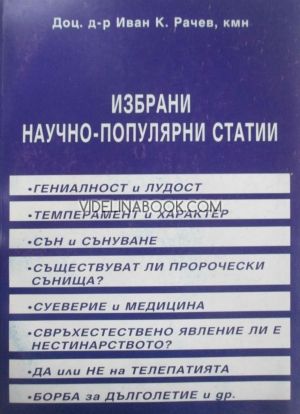 Доц. д-р Иван К. Рачев, кмн
ИЗБРАНИ
НАУЧНО-ПОПУЛЯРНИ СТАТИИ
•ГЕНИАЛНОСТ и ЛУДОСТ
VIDELINABOOK.COM
•ТЕМПЕРАМЕНТ и ХАРАКТЕР
•СЪН и СЪНУВАНЕ
•СЪЩЕСТВУВАТ ЛИ ПРОРОЧЕСКИ
СЪНИЩА?
•СУЕВЕРИЕ и МЕДИЦИНА
•СВРЪХЕСТЕСТВЕНО ЯВЛЕНИЕ ЛИ Е
НЕСТИНАРСТВОТО?
•ДА или НЕ на ТЕЛЕПАТИЯТА
•БОРБА за ДЪЛГОЛЕТИЕ и др.